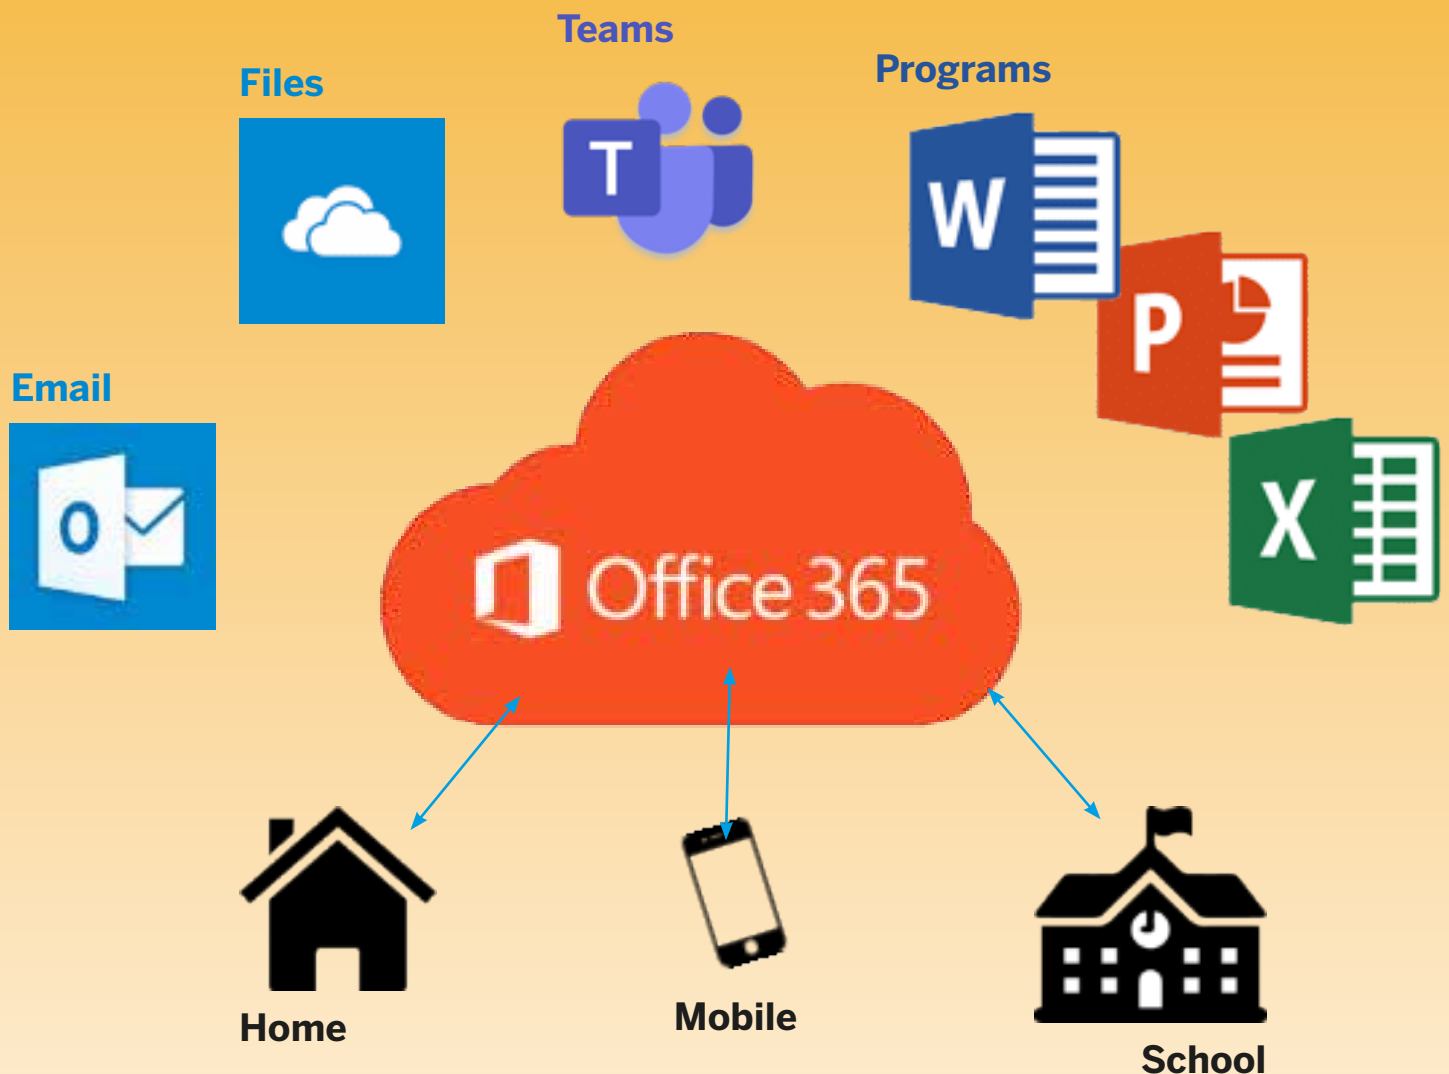 Teams
Programs
Files
T
W
P
Email
O
X
Office 365
Home
Mobile
School